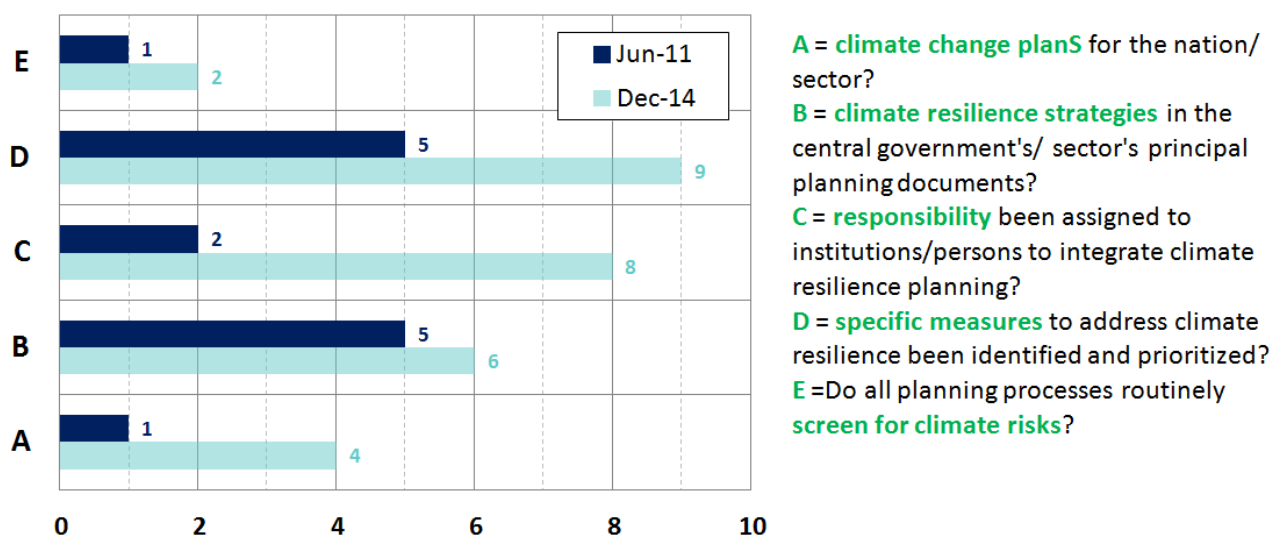 E
1
2
Jun-11
Dec-14
D
5
9
C
2
8
B
5
6
A
1
4
0 2 4 6 8 10
A = climate change planS for the nation/
sector?
B = climate resilience strategies in the
central government's/ sector's principal
planning documents?
C = responsibility been assigned to
institutions/persons to integrate climate
resilience planning?
D = specific measures to address climate
resilience been identified and prioritized?
E =Do all planning processes routinely
screen for climate risks?